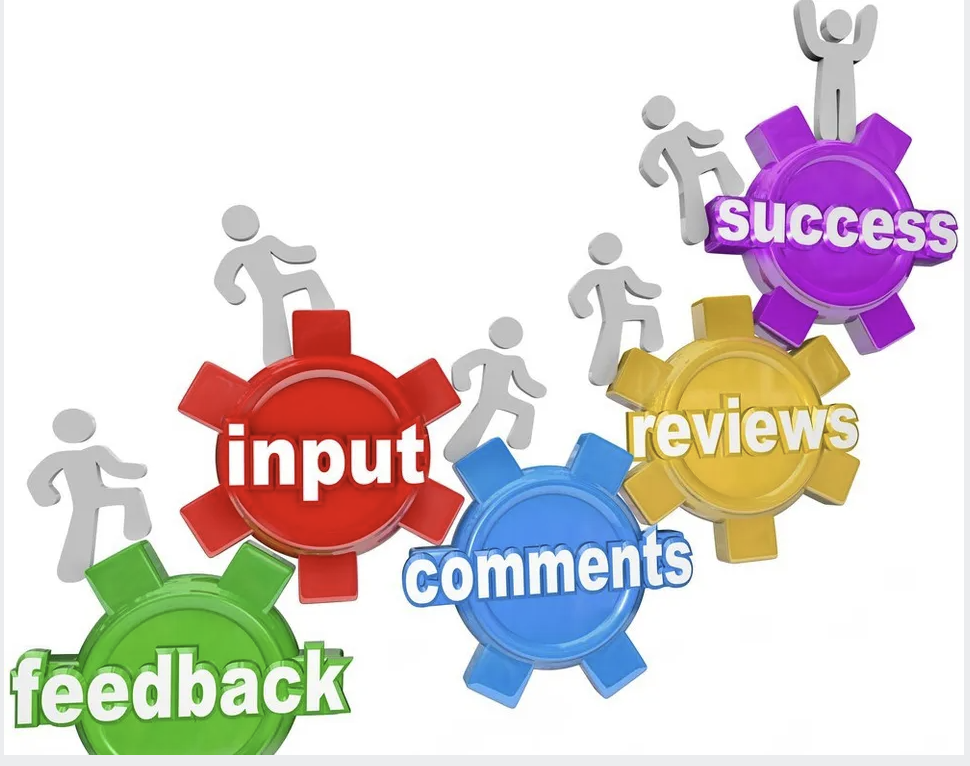 success
reviews
input
comments
feedback